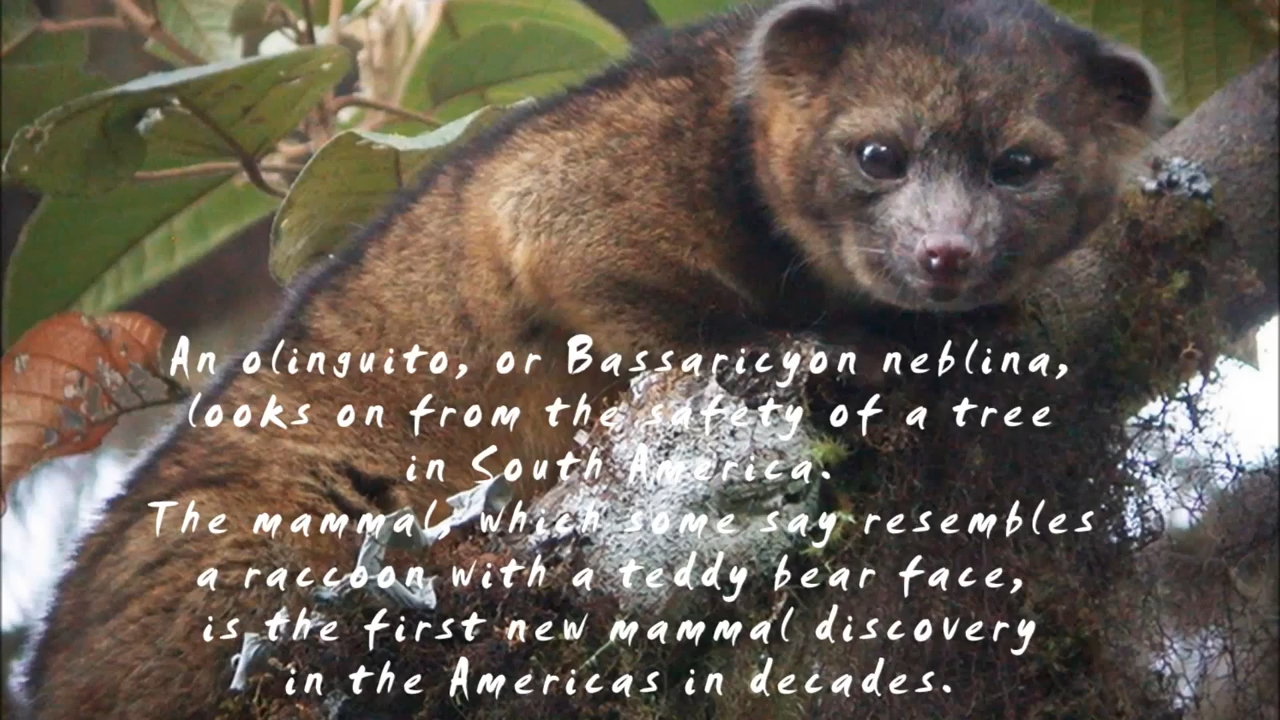 An olinguito, or Bassaricyon neblina,
looks on from the safety of a tree
in South America.
The mammal, which some say resembles
a raccoon with a teddy bear face,
is the first new mammal discovery
in the Americas in decades.